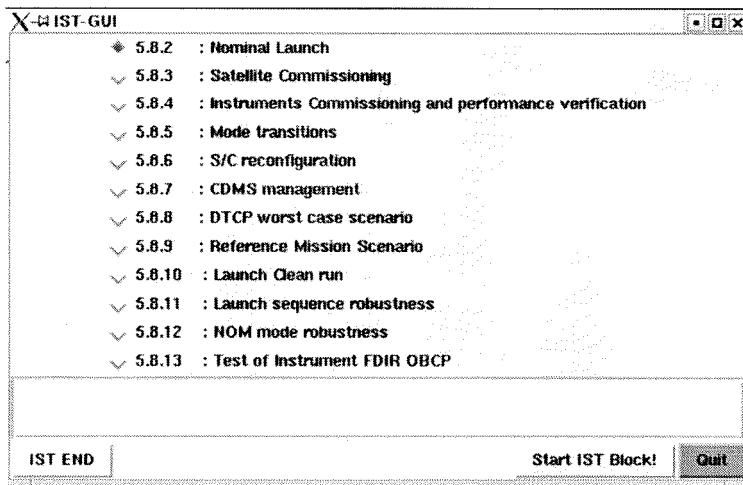 IST-GUI
5.8.2 : Nominal Launch
5.8.3 : Satellite Commissioning
5.8.4 : Instruments Commissioning and performance verification
5.8.5 : Mode transitions
5.8.6 : S/C reconfiguration
5.8.7 : CDMS management
5.8.8 : DTCP worst case scenario
5.8.9 : Reference Mission Scenario
5.8.10 : Launch Clean run
5.8.11 : Launch sequence robustness
5.8.12 : NOM mode robustness
5.8.13 : Test of Instrument FDIR OBCP
IST END Start IST Block! Quit